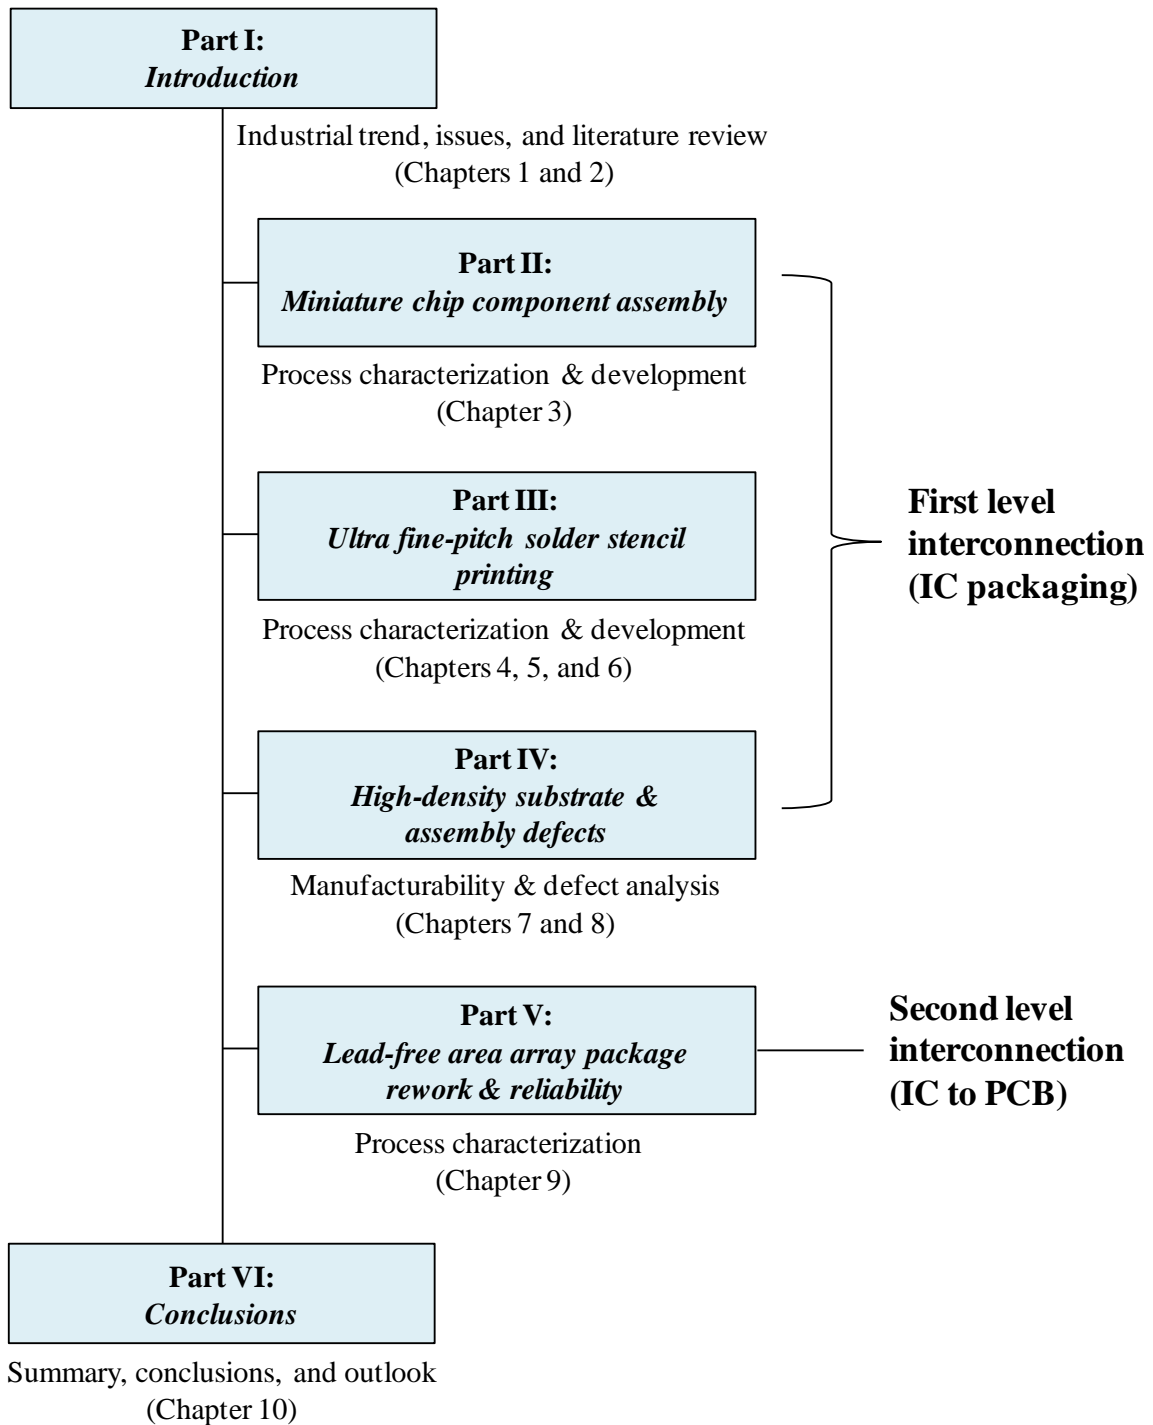 Part I:
Introduction
Industrial trend, issues, and literature review
(Chapters 1 and 2)
Part II:
Miniature chip component assembly
Process characterization & development
(Chapter 3)
Part III:
Ultra fine-pitch solder stencil
printing
Process characterization & development
(Chapters 4, 5, and 6)
First level
interconnection
(IC packaging)
Part IV:
High-density substrate &
assembly defects
Manufacturability & defect analysis
(Chapters 7 and 8)
Part V:
Lead-free area array package
rework & reliability
Process characterization
(Chapter 9)
Second level
interconnection
(IC to PCB)
Part VI:
Conclusions
Summary, conclusions, and outlook
(Chapter 10)